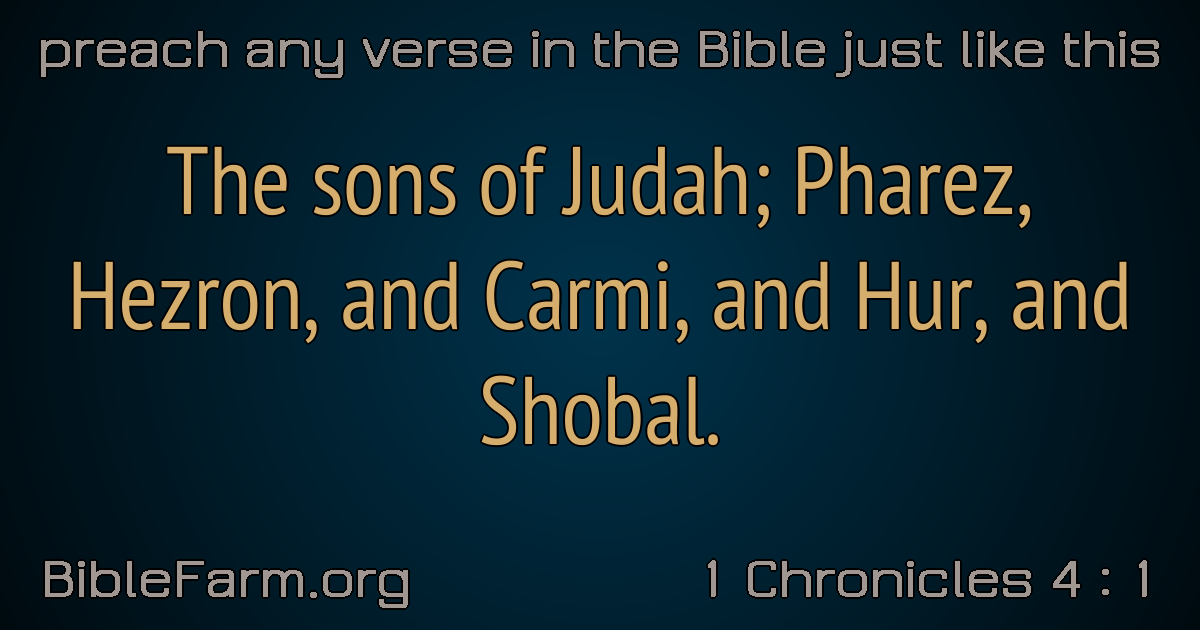 preach any verse in the Bible just like this
The sons of Judah; Pharez,
Hezron, and Carmi, and Hur, and
Shobal.
BibleFarm.org
1 Chronicles 4 : 1